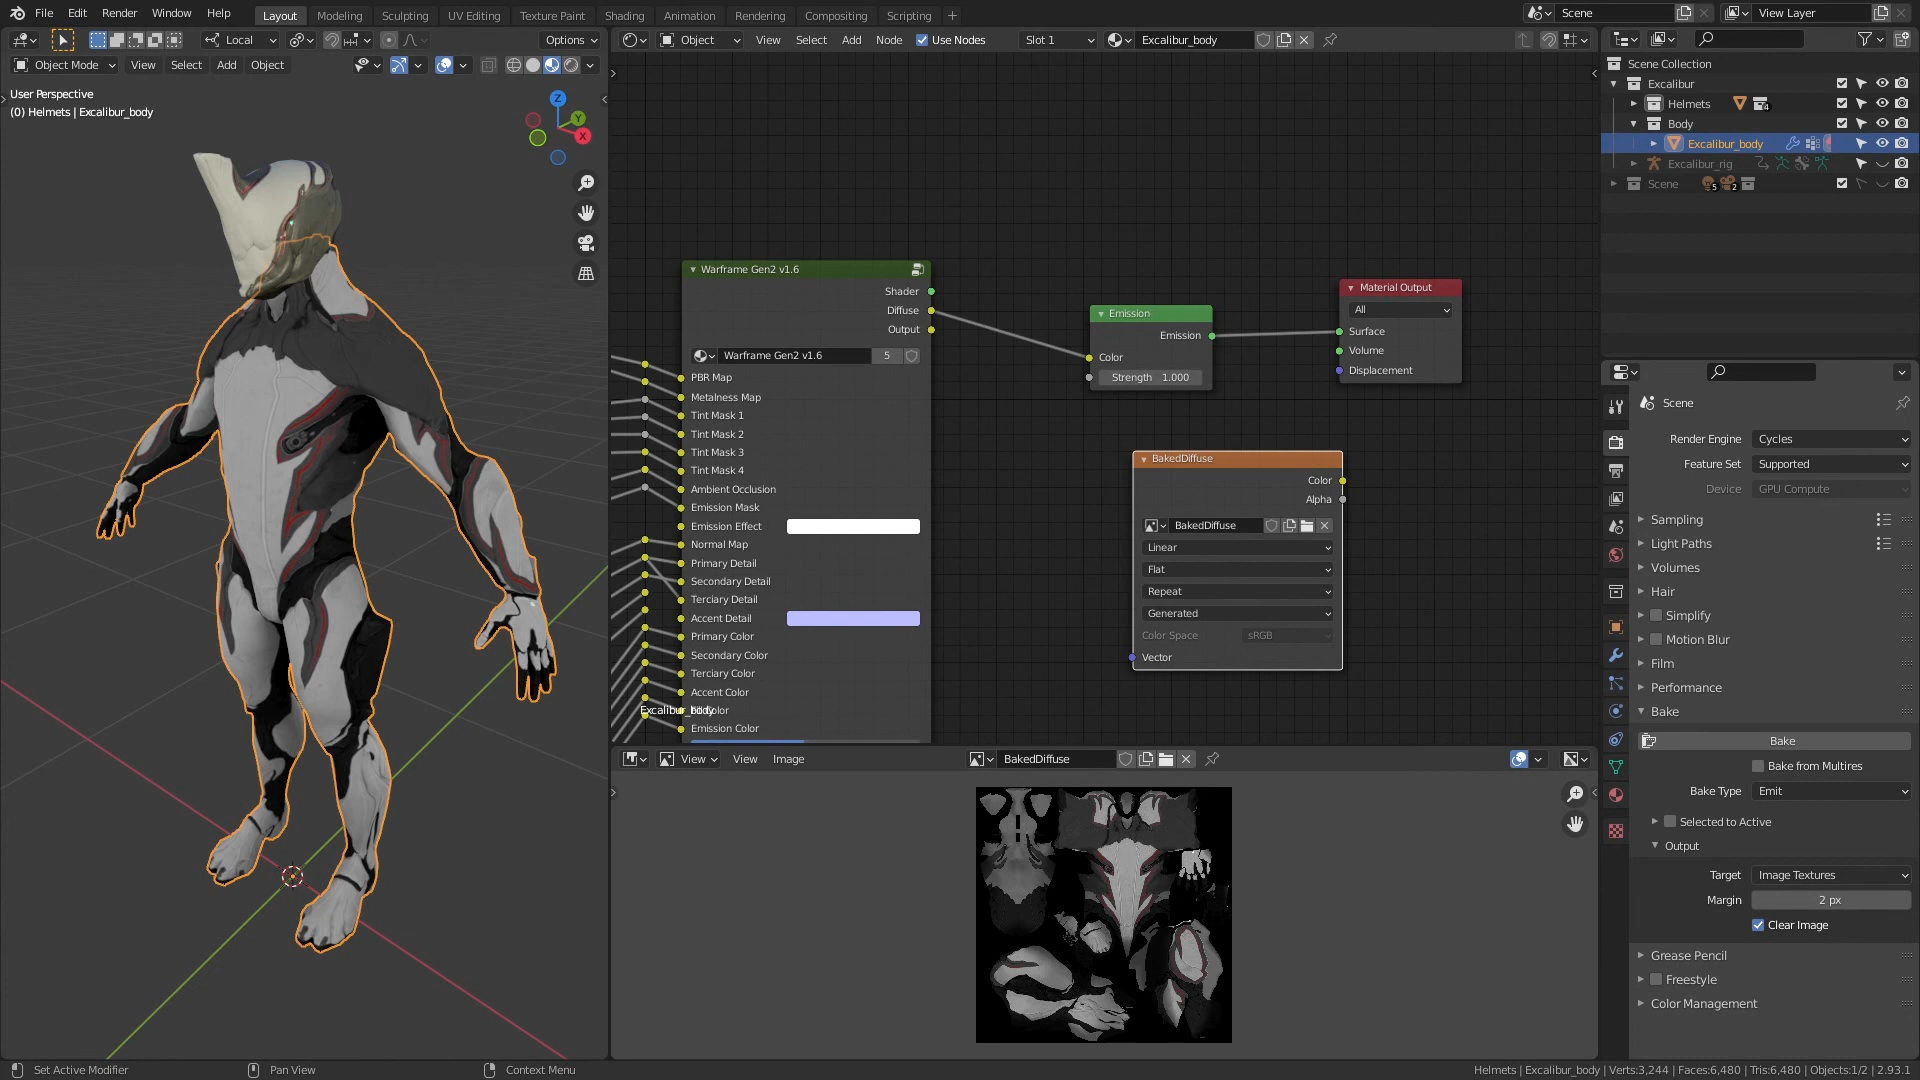 File Edit Render Window Help
Layout Modeling Sculpting UV Editing Texture Paint Shading Animation Rendering Compositing Scripting +
Scene
View Layer
Local
Options
Object Mode View Select Add Object
User Perspective
(0) Helmets | Excalibur_body
Z
Y
X
Object View Select Add Node Use Nodes Slot 1 Excalibur_body
Warframe Gen2 v1.6
Shader
Diffuse
Output
Warframe Gen2 v1.6 5
PBR Map
Metalness Map
Tint Mask 1
Tint Mask 2
Tint Mask 3
Tint Mask 4
Ambient Occlusion
Emission Mask
Emission Effect
Normal Map
Primary Detail
Secondary Detail
Terciary Detail
Accent Detail
Primary Color
Secondary Color
Terciary Color
Accent Color
Excalibur_body
Emission Color
Emission
Emission
Color
Strength 1.000
Material Output
All
Surface
Volume
Displacement
BakedDiffuse
Color
Alpha
BakedDiffuse
Linear
Flat
Repeat
Generated
Color Space sRGB
Vector
View View Image BakedDiffuse
Scene Collection
Excalibur
Helmets 4
Body
Excalibur_body
Excalibur_rig
Scene 5 2
Scene
Render Engine Cycles
Feature Set Supported
Device GPU Compute
Sampling
Light Paths
Volumes
Hair
Simplify
Motion Blur
Film
Performance
Bake
Bake
Bake from Multires
Bake Type Emit
Selected to Active
Output
Target Image Textures
Margin 2 px
Clear Image
Grease Pencil
Freestyle
Color Management
Set Active Modifier
Pan View
Context Menu
Helmets | Excalibur_body | Verts:3,244 | Faces:6,480 | Tris:6,480 | Objects:1/2 | 2.93.1